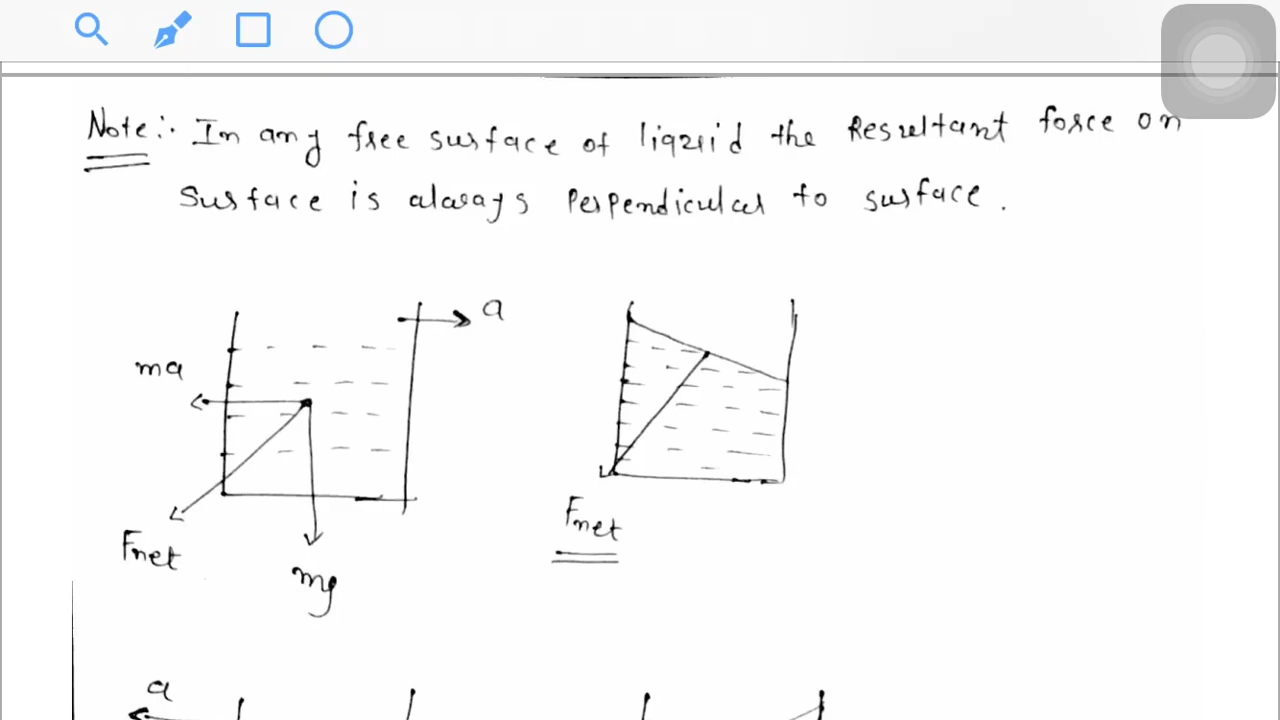 Note:- In any free surface of liquid the Resultant force on
Surface is always Perpendicular to surface.
a
ma
Fnet
mg
Fnet
a